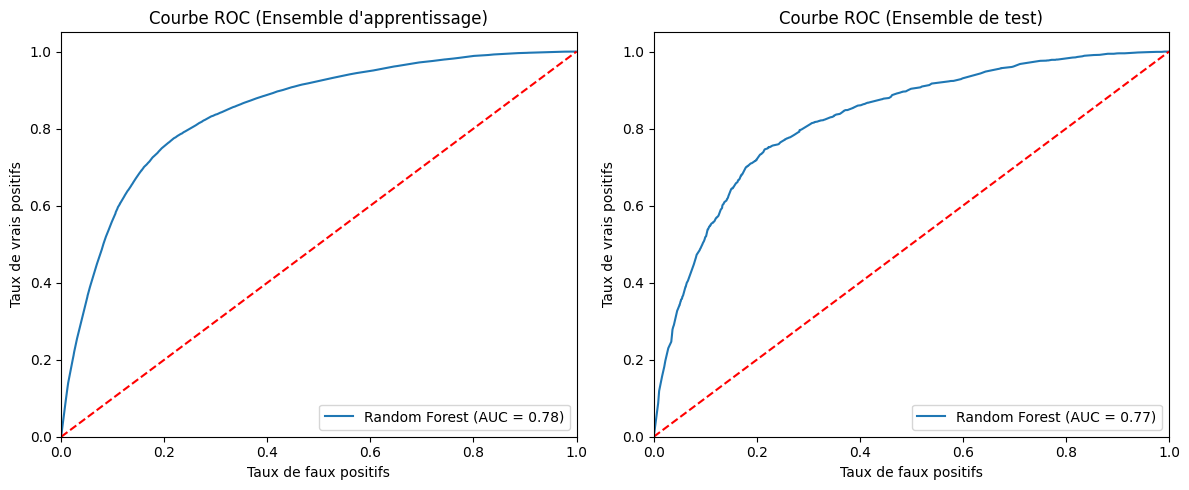 Courbe ROC (Ensemble d'apprentissage)
Taux de vrais positifs
1.0
0.8
0.6
0.4
0.2
0.0
Random Forest (AUC = 0.78)
0.0 0.2 0.4 0.6 0.8 1.0
Taux de faux positifs
Courbe ROC (Ensemble de test)
Taux de vrais positifs
1.0
0.8
0.6
0.4
0.2
0.0
Random Forest (AUC = 0.77)
0.0 0.2 0.4 0.6 0.8 1.0
Taux de faux positifs